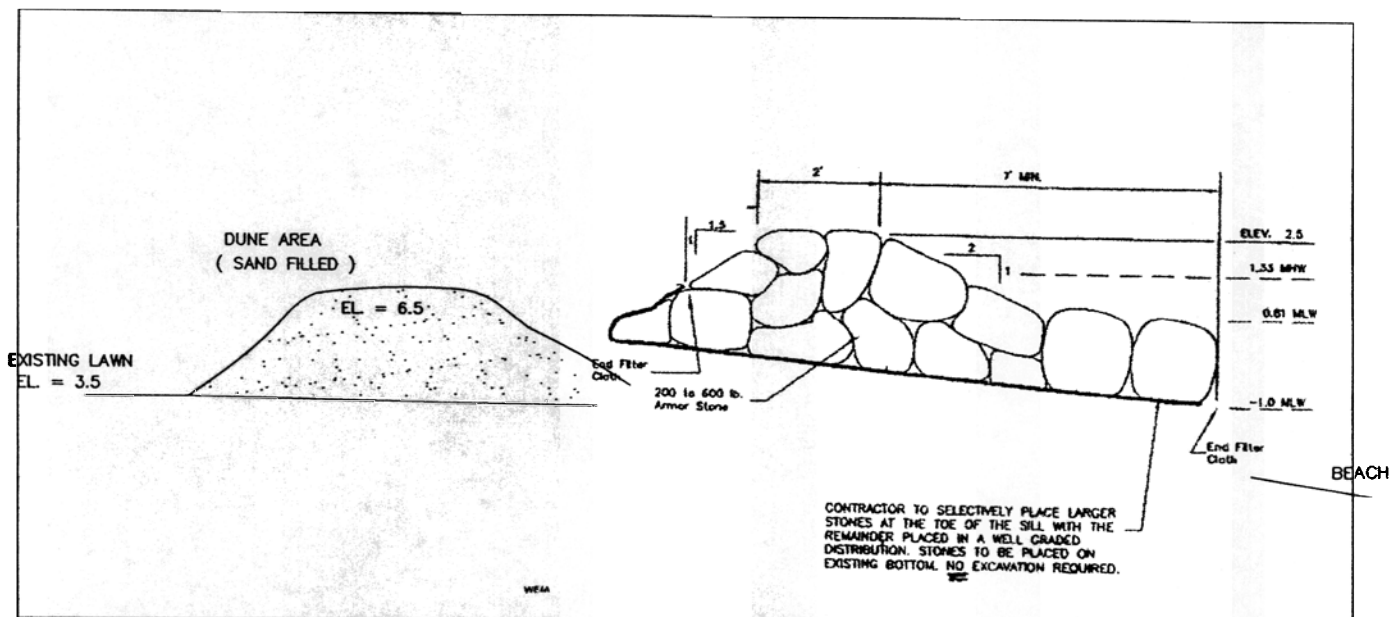 DUNE AREA
( SAND FILLED )
EL. = 6.5
EXISTING LAWN
EL. = 3.5
2'
7' MIN.
1
1.5
2
1
ELEV. 2.5
1.33 MHW
0.61 MLW
-1.0 MLW
End Filter
Cloth
200 to 600 lb.
Armor Stone
End Filter
Cloth
BEACH
CONTRACTOR TO SELECTIVELY PLACE LARGER
STONES AT THE TOE OF THE SILL WITH THE
REMAINDER PLACED IN A WELL GRADED
DISTRIBUTION. STONES TO BE PLACED ON
EXISTING BOTTOM. NO EXCAVATION REQUIRED.